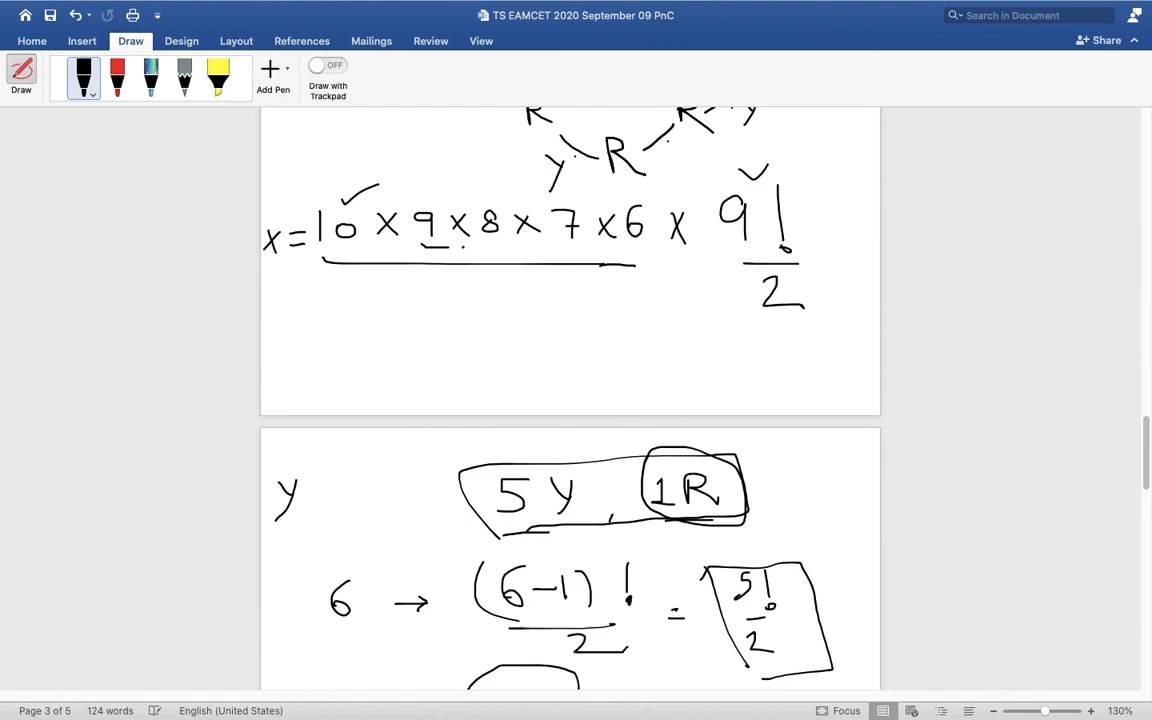 TS EAMCET 2020 September 09 PnC
Search in Document
Home Insert Draw Design Layout References Mailings Review View
Share
Draw
Add Pen
OFF
Draw with
Trackpad
R R y
y R
x = 10 × 9 × 8 × 7 × 6 × 9!
2
y 5 y , 1R
6 → (6-1)! = 5!
2 2
Page 3 of 5 124 words English (United States) Focus 130%